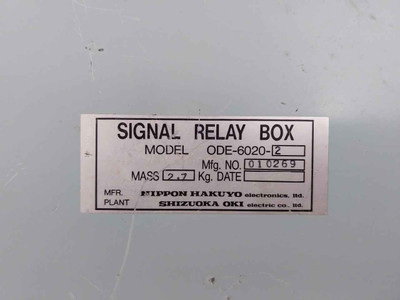 SIGNAL RELAY BOX
MODEL ODE-6020-2
Mfg. NO. 010269
MASS 2.7 Kg. DATE
MFR. NIPPON HAKUYO electronics, ltd.
PLANT SHIZUOKA OKI electric co., ltd.